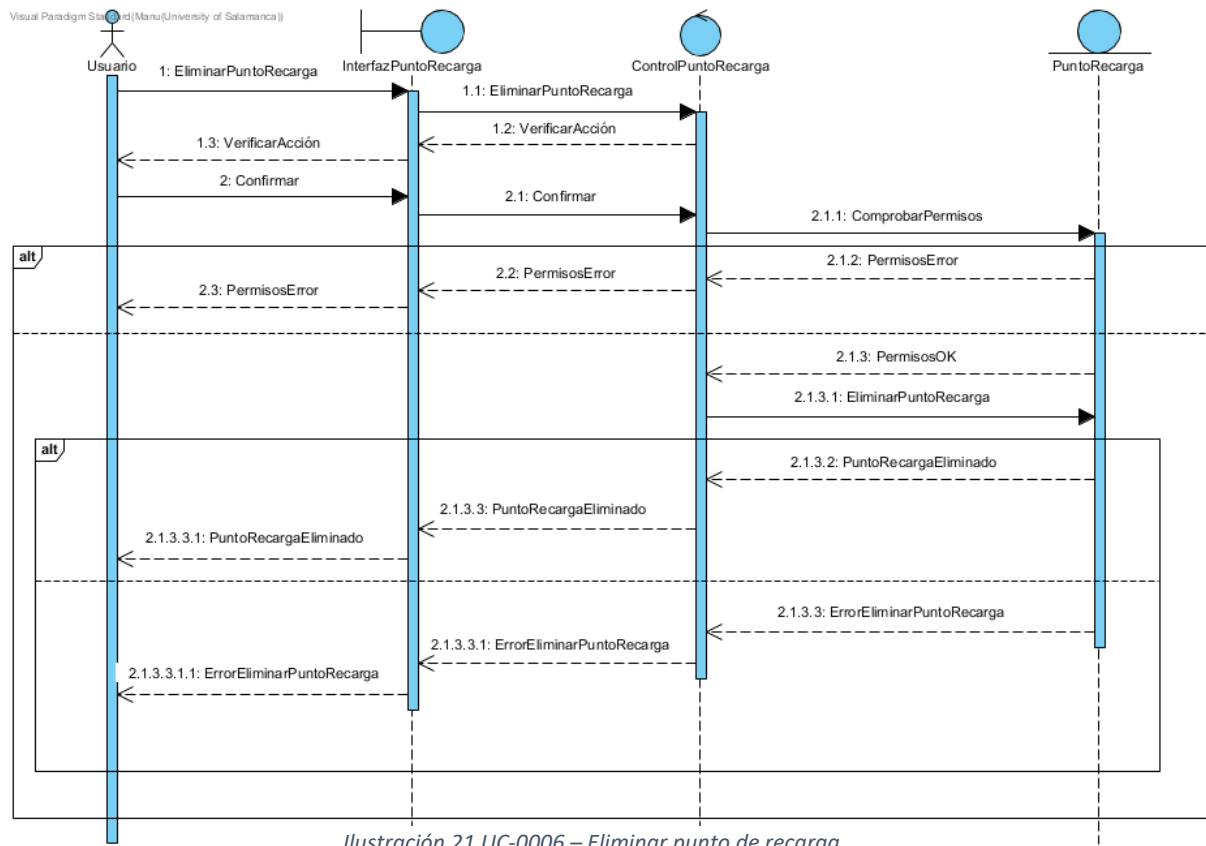 Visual Paradigm Standard(Manu(University of Salamanca))
Usuario
InterfazPuntoRecarga
ControlPuntoRecarga
PuntoRecarga
1: EliminarPuntoRecarga
1.1: EliminarPuntoRecarga
1.2: VerificarAcción
1.3: VerificarAcción
2: Confirmar
2.1: Confirmar
2.1.1: ComprobarPermisos
alt
2.1.2: PermisosError
2.2: PermisosError
2.3: PermisosError
2.1.3: PermisosOK
2.1.3.1: EliminarPuntoRecarga
alt
2.1.3.2: PuntoRecargaEliminado
2.1.3.3: PuntoRecargaEliminado
2.1.3.3.1: PuntoRecargaEliminado
2.1.3.3: ErrorEliminarPuntoRecarga
2.1.3.3.1: ErrorEliminarPuntoRecarga
2.1.3.3.1.1: ErrorEliminarPuntoRecarga
Ilustración 21 UC-0006 – Eliminar punto de recarga